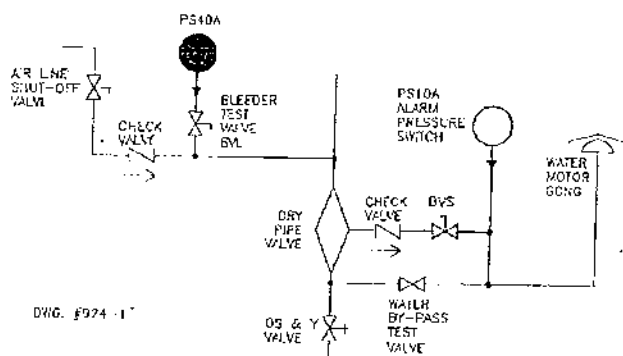 PS40A
AIR LINE
SHUT-OFF
VALVE
BLEEDER
TEST
VALVE
BVL
CHECK
VALVE
PS10A
ALARM
PRESSURE
SWITCH
WATER
MOTOR
GONG
DRY
PIPE
VALVE
CHECK
VALVE
BVS
OS & Y
VALVE
WATER
BY-PASS
TEST
VALVE
DWG.